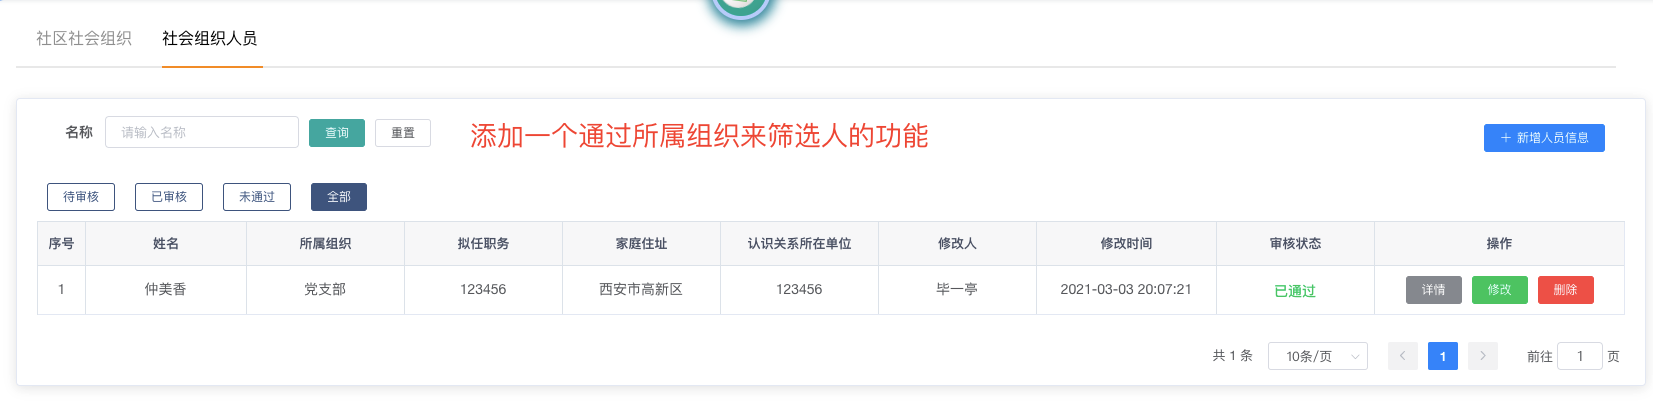 社区社会组织 社会组织人员
名称 请输入名称 查询 重置 添加一个通过所属组织来筛选人的功能 + 新增人员信息
待审核 已审核 未通过 全部
序号 姓名 所属组织 拟任职务 家庭住址 认识关系所在单位 修改人 修改时间 审核状态 操作
1 仲美香 党支部 123456 西安市高新区 123456 毕一亭 2021-03-03 20:07:21 已通过 详情 修改 删除
共 1 条 10条/页 1 前往 1 页